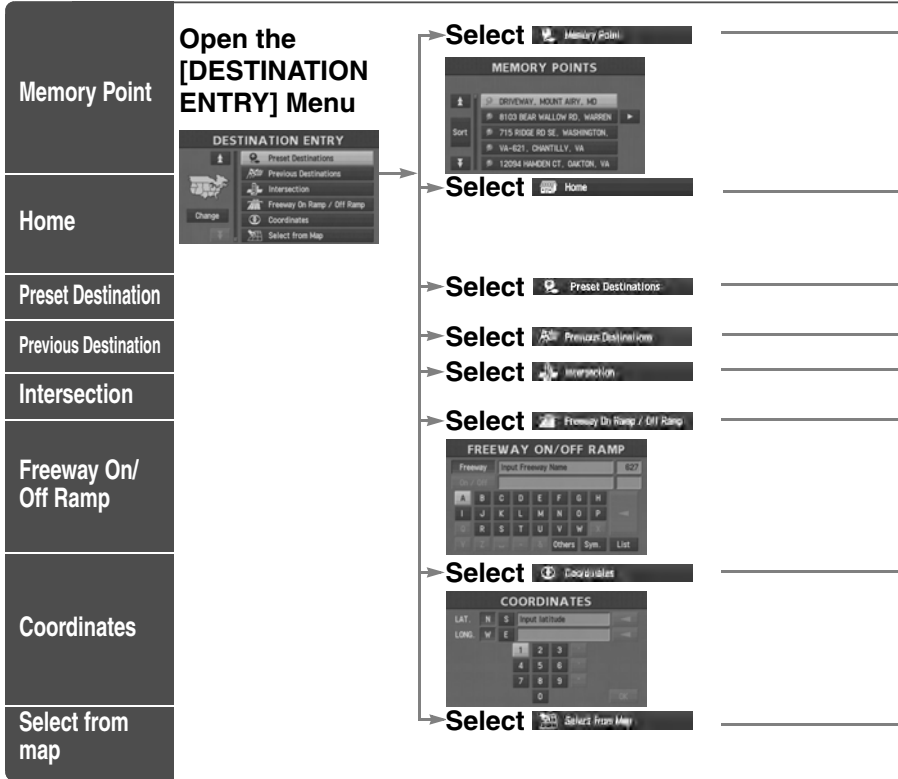 Memory Point
Open the
[DESTINATION
ENTRY] Menu
DESTINATION ENTRY
Preset Destinations
Previous Destinations
Intersection
Freeway On Ramp / Off Ramp
Change
Coordinates
Select from Map
Select Memory Point
MEMORY POINTS
DRIVEWAY, MOUNT AIRY, MD
8103 BEAR WALLOW RD, WARREN
Sort
715 RIDGE RD SE, WASHINGTON,
VA-621, CHANTILLY, VA
12094 HAMDEN CT, OAKTON, VA
Home
Select Home
Preset Destination
Select Preset Destinations
Previous Destination
Select Previous Destinations
Intersection
Select Intersection
Freeway On/
Off Ramp
Select Freeway On Ramp / Off Ramp
FREEWAY ON/OFF RAMP
Freeway Input Freeway Name 627
On / Off
A B C D E F G H
I J K L M N O P
Q R S T U V W X
Y Z - & Others Sym. List
Coordinates
Select Coordinates
COORDINATES
LAT. N S Input latitude
LONG. W E
1 2 3 °
4 5 6 '
7 8 9 "
0 OK
Select from
map
Select Select from Map